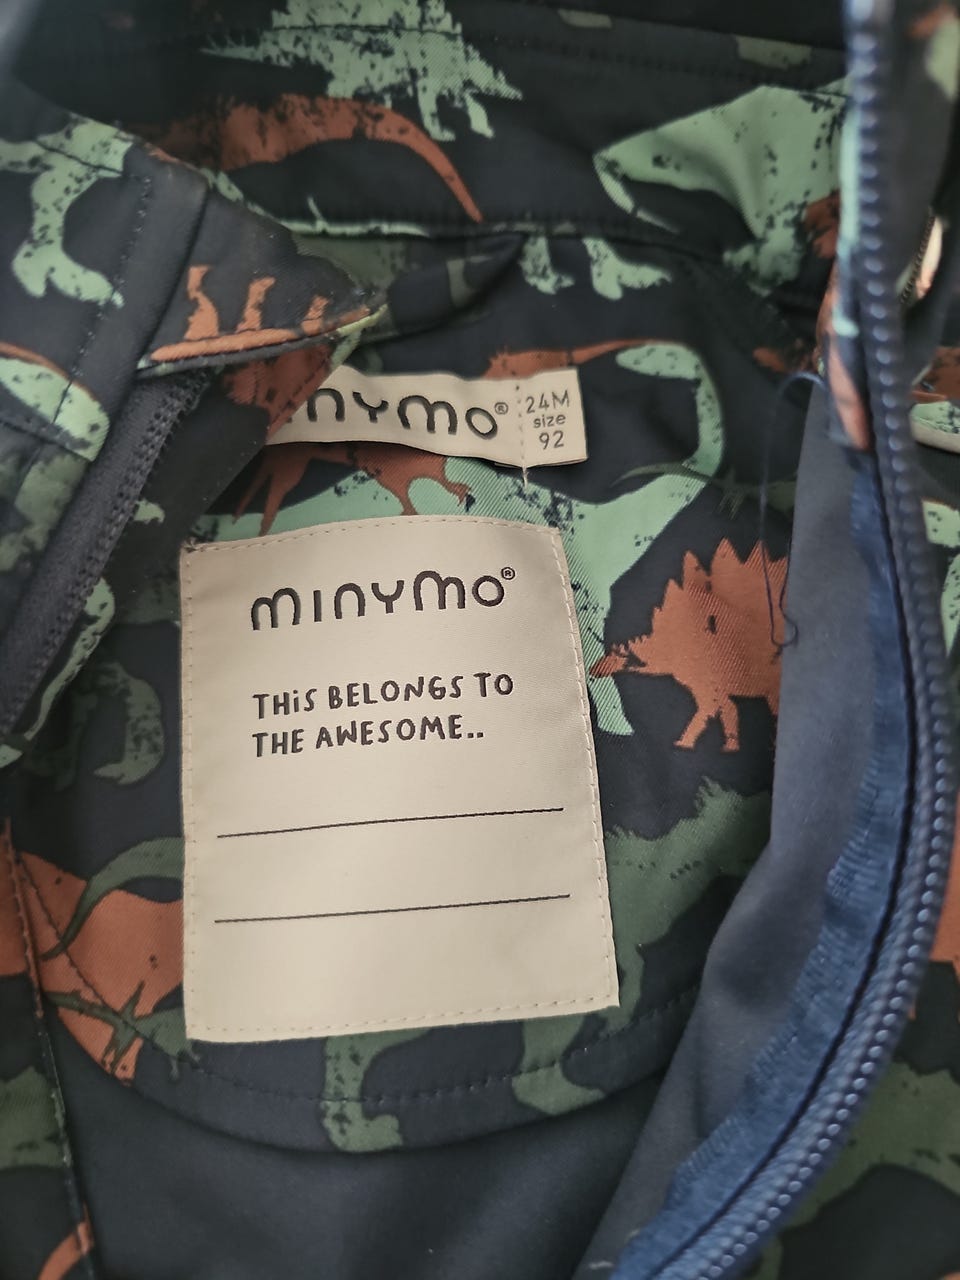 nymo®
24M
size
92
minymo®
THiS BELONGS TO
THE AWESOME..